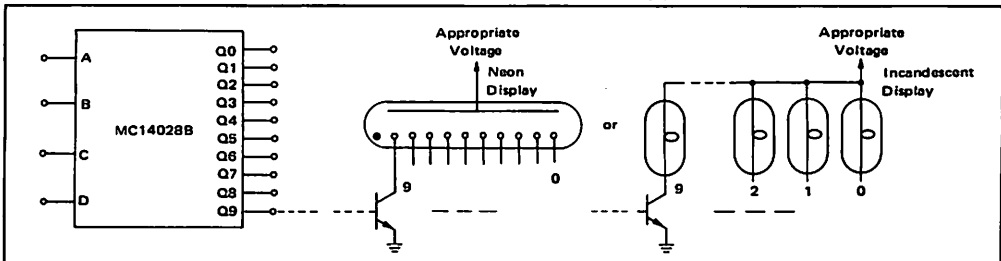 A
B
C
D
MC14028B
Q0
Q1
Q2
Q3
Q4
Q5
Q6
Q7
Q8
Q9
Appropriate
Voltage
Neon
Display
9
0
or
Appropriate
Voltage
Incandescent
Display
9
2
1
0